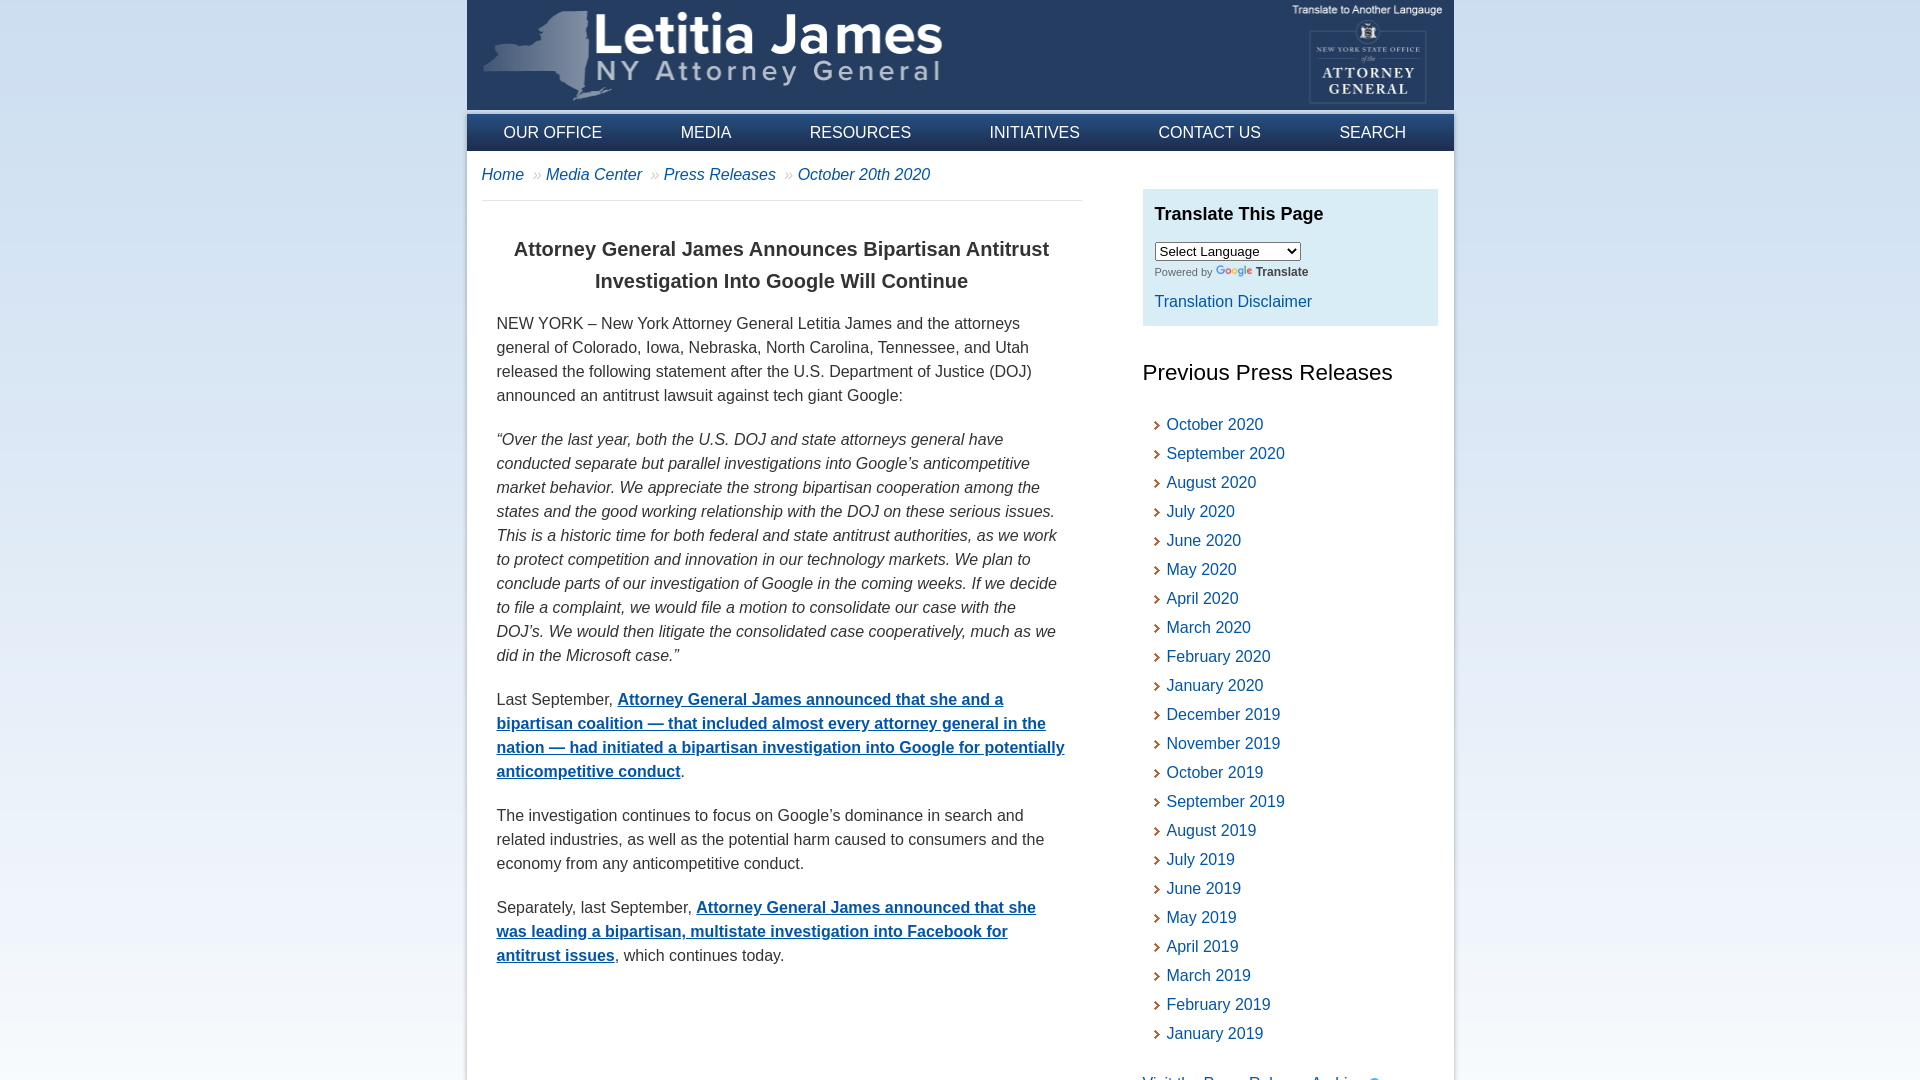 Letitia James
NY Attorney General
Translate to Another Langauge
NEW YORK STATE OFFICE
of the
ATTORNEY
GENERAL
OUR OFFICE MEDIA RESOURCES INITIATIVES CONTACT US SEARCH
Home » Media Center » Press Releases » October 20th 2020
Attorney General James Announces Bipartisan Antitrust
Investigation Into Google Will Continue
NEW YORK – New York Attorney General Letitia James and the attorneys
general of Colorado, Iowa, Nebraska, North Carolina, Tennessee, and Utah
released the following statement after the U.S. Department of Justice (DOJ)
announced an antitrust lawsuit against tech giant Google:
“Over the last year, both the U.S. DOJ and state attorneys general have
conducted separate but parallel investigations into Google’s anticompetitive
market behavior. We appreciate the strong bipartisan cooperation among the
states and the good working relationship with the DOJ on these serious issues.
This is a historic time for both federal and state antitrust authorities, as we work
to protect competition and innovation in our technology markets. We plan to
conclude parts of our investigation of Google in the coming weeks. If we decide
to file a complaint, we would file a motion to consolidate our case with the
DOJ’s. We would then litigate the consolidated case cooperatively, much as we
did in the Microsoft case.”
Last September, Attorney General James announced that she and a
bipartisan coalition — that included almost every attorney general in the
nation — had initiated a bipartisan investigation into Google for potentially
anticompetitive conduct.
The investigation continues to focus on Google’s dominance in search and
related industries, as well as the potential harm caused to consumers and the
economy from any anticompetitive conduct.
Separately, last September, Attorney General James announced that she
was leading a bipartisan, multistate investigation into Facebook for
antitrust issues, which continues today.
Translate This Page
Select Language
Powered by Google Translate
Translation Disclaimer
Previous Press Releases
October 2020
September 2020
August 2020
July 2020
June 2020
May 2020
April 2020
March 2020
February 2020
January 2020
December 2019
November 2019
October 2019
September 2019
August 2019
July 2019
June 2019
May 2019
April 2019
March 2019
February 2019
January 2019
Visit the Press Release Archive